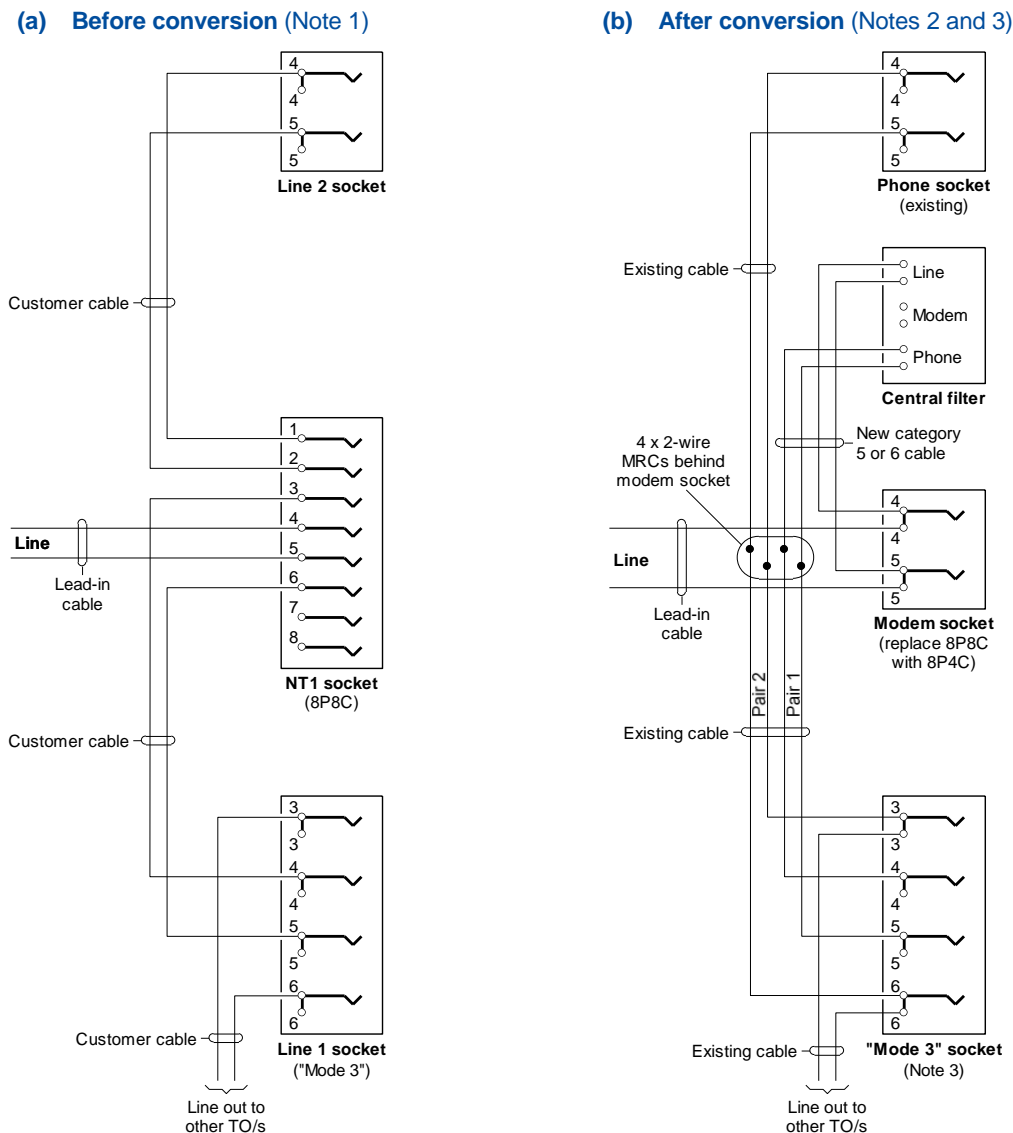 (a) Before conversion (Note 1)
4
4
5
5
Line 2 socket
Customer cable
1
2
3
4
5
6
7
8
Line
Lead-in
cable
NT1 socket
(8P8C)
Customer cable
3
3
4
4
5
5
6
6
Customer cable
Line 1 socket
("Mode 3")
Line out to
other TO/s
(b) After conversion (Notes 2 and 3)
4
4
5
5
Phone socket
(existing)
Existing cable
Line
Modem
Phone
Central filter
New category
5 or 6 cable
4 x 2-wire
MRCs behind
modem socket
4
4
5
5
Line
Lead-in
cable
Modem socket
(replace 8P8C
with 8P4C)
Pair 2
Pair 1
Existing cable
3
3
4
4
5
5
6
6
Existing cable
"Mode 3" socket
(Note 3)
Line out to
other TO/s